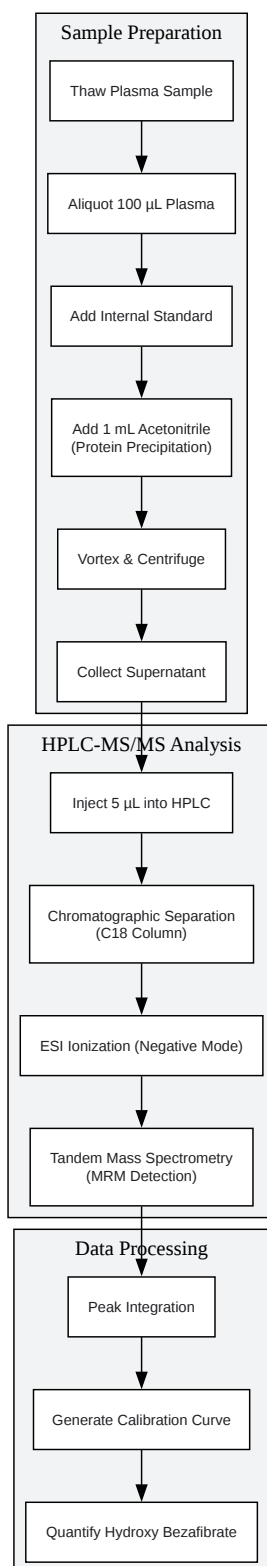 Sample Preparation
Thaw Plasma Sample
Aliquot 100 µL Plasma
Add Internal Standard
Add 1 mL Acetonitrile
(Protein Precipitation)
Vortex & Centrifuge
Collect Supernatant
HPLC-MS/MS Analysis
Inject 5 µL into HPLC
Chromatographic Separation
(C18 Column)
ESI Ionization (Negative Mode)
Tandem Mass Spectrometry
(MRM Detection)
Data Processing
Peak Integration
Generate Calibration Curve
Quantify Hydroxy Bezafibrate